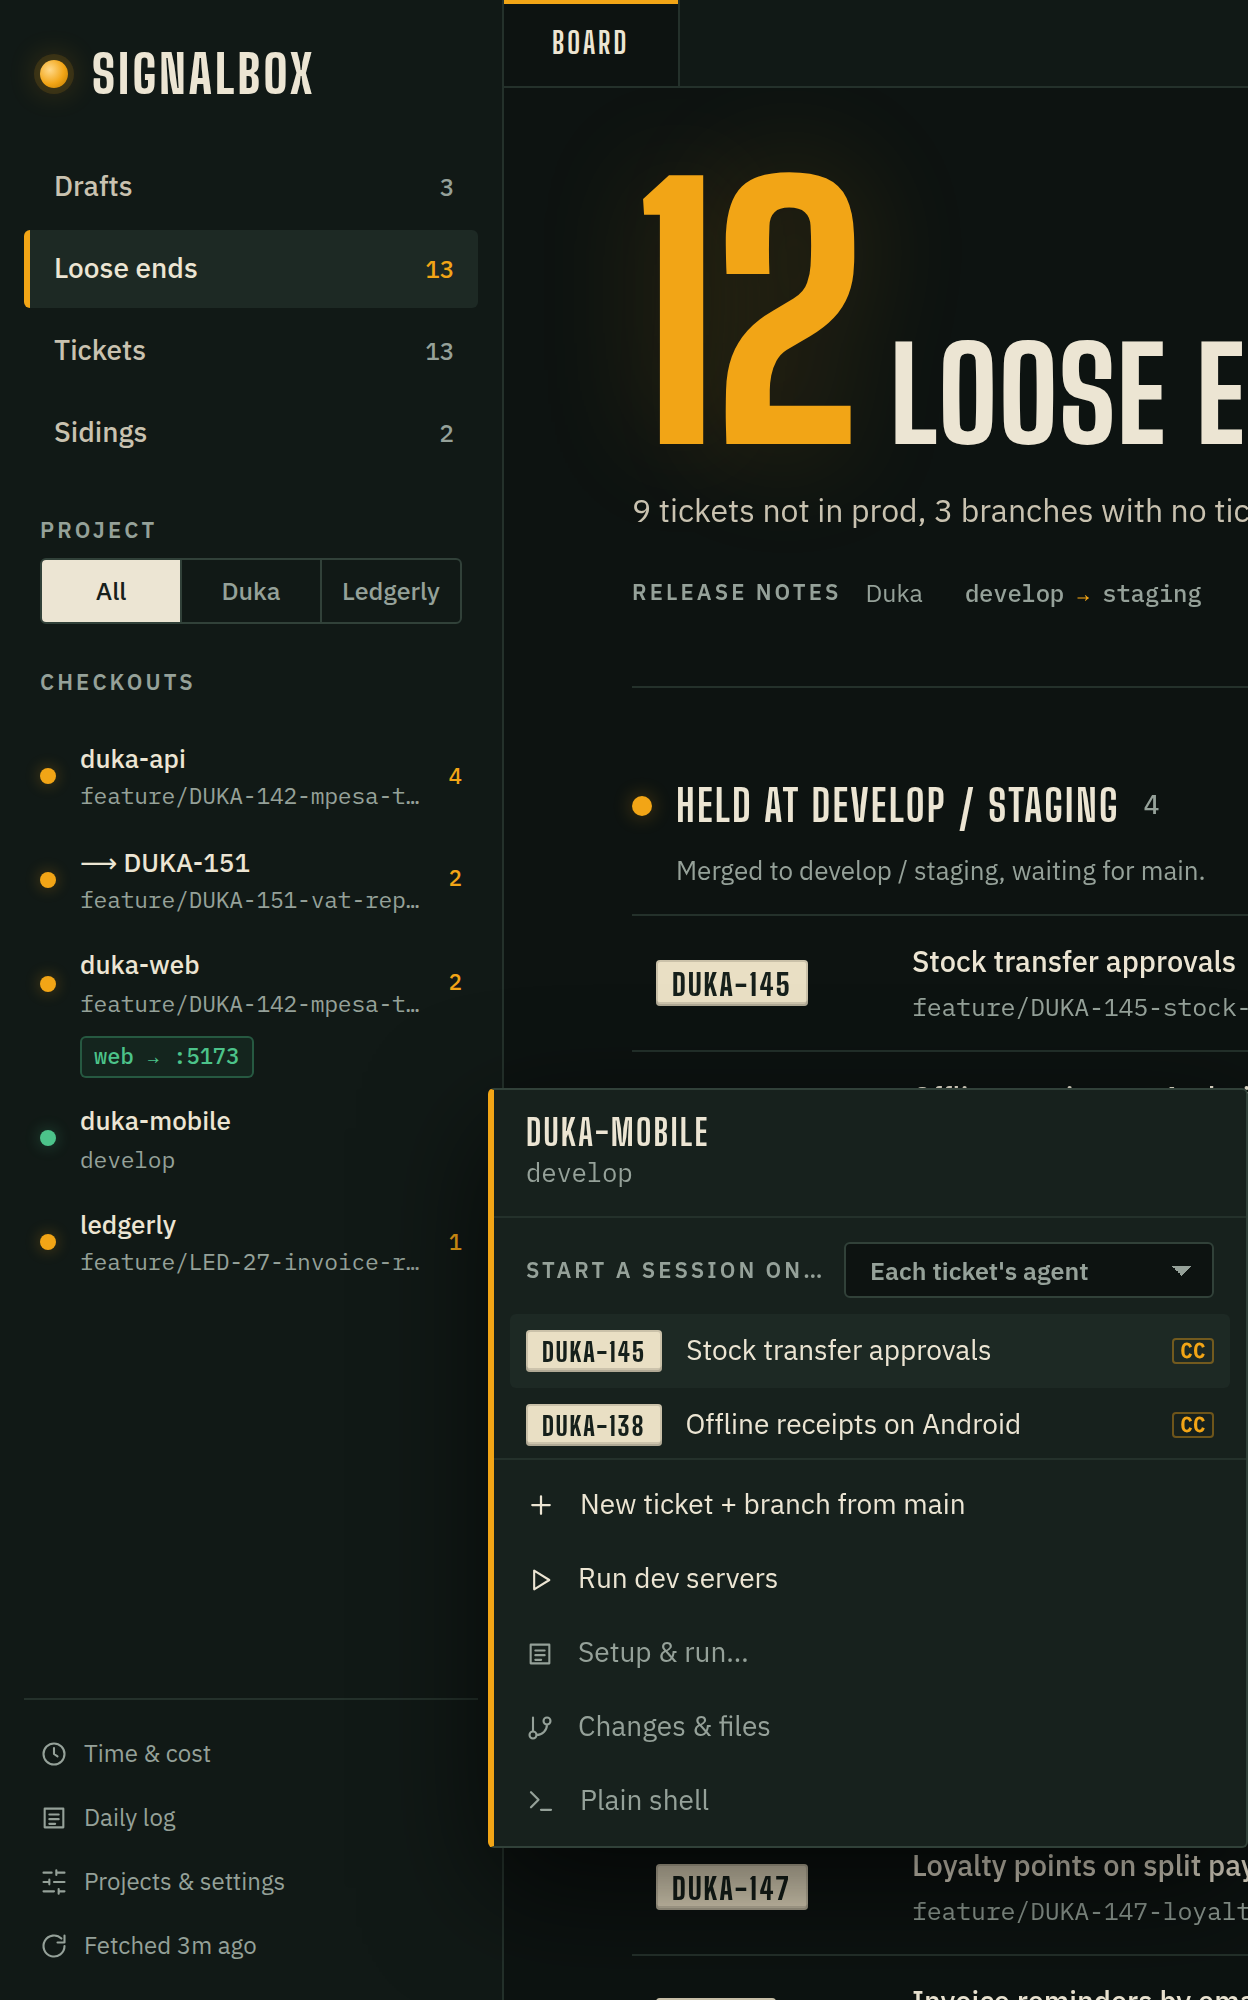 SIGNALBOX
BOARD
Drafts 3
Loose ends 13
Tickets 13
Sidings 2
PROJECT
All Duka Ledgerly
CHECKOUTS
duka-api 4
feature/DUKA-142-mpesa-t…
⟶ DUKA-151 2
feature/DUKA-151-vat-rep…
duka-web 2
feature/DUKA-142-mpesa-t…
web → :5173
duka-mobile
develop
ledgerly 1
feature/LED-27-invoice-r…
Time & cost
Daily log
Projects & settings
Fetched 3m ago
12 LOOSE E
9 tickets not in prod, 3 branches with no tic
RELEASE NOTES Duka develop → staging
HELD AT DEVELOP / STAGING 4
Merged to develop / staging, waiting for main.
DUKA-145 Stock transfer approvals
feature/DUKA-145-stock-
DUKA-MOBILE
develop
START A SESSION ON… Each ticket's agent
DUKA-145 Stock transfer approvals CC
DUKA-138 Offline receipts on Android CC
New ticket + branch from main
Run dev servers
Setup & run…
Changes & files
Plain shell
DUKA-147 Loyalty points on split pay
feature/DUKA-147-loyalt
Invoice reminders by ema